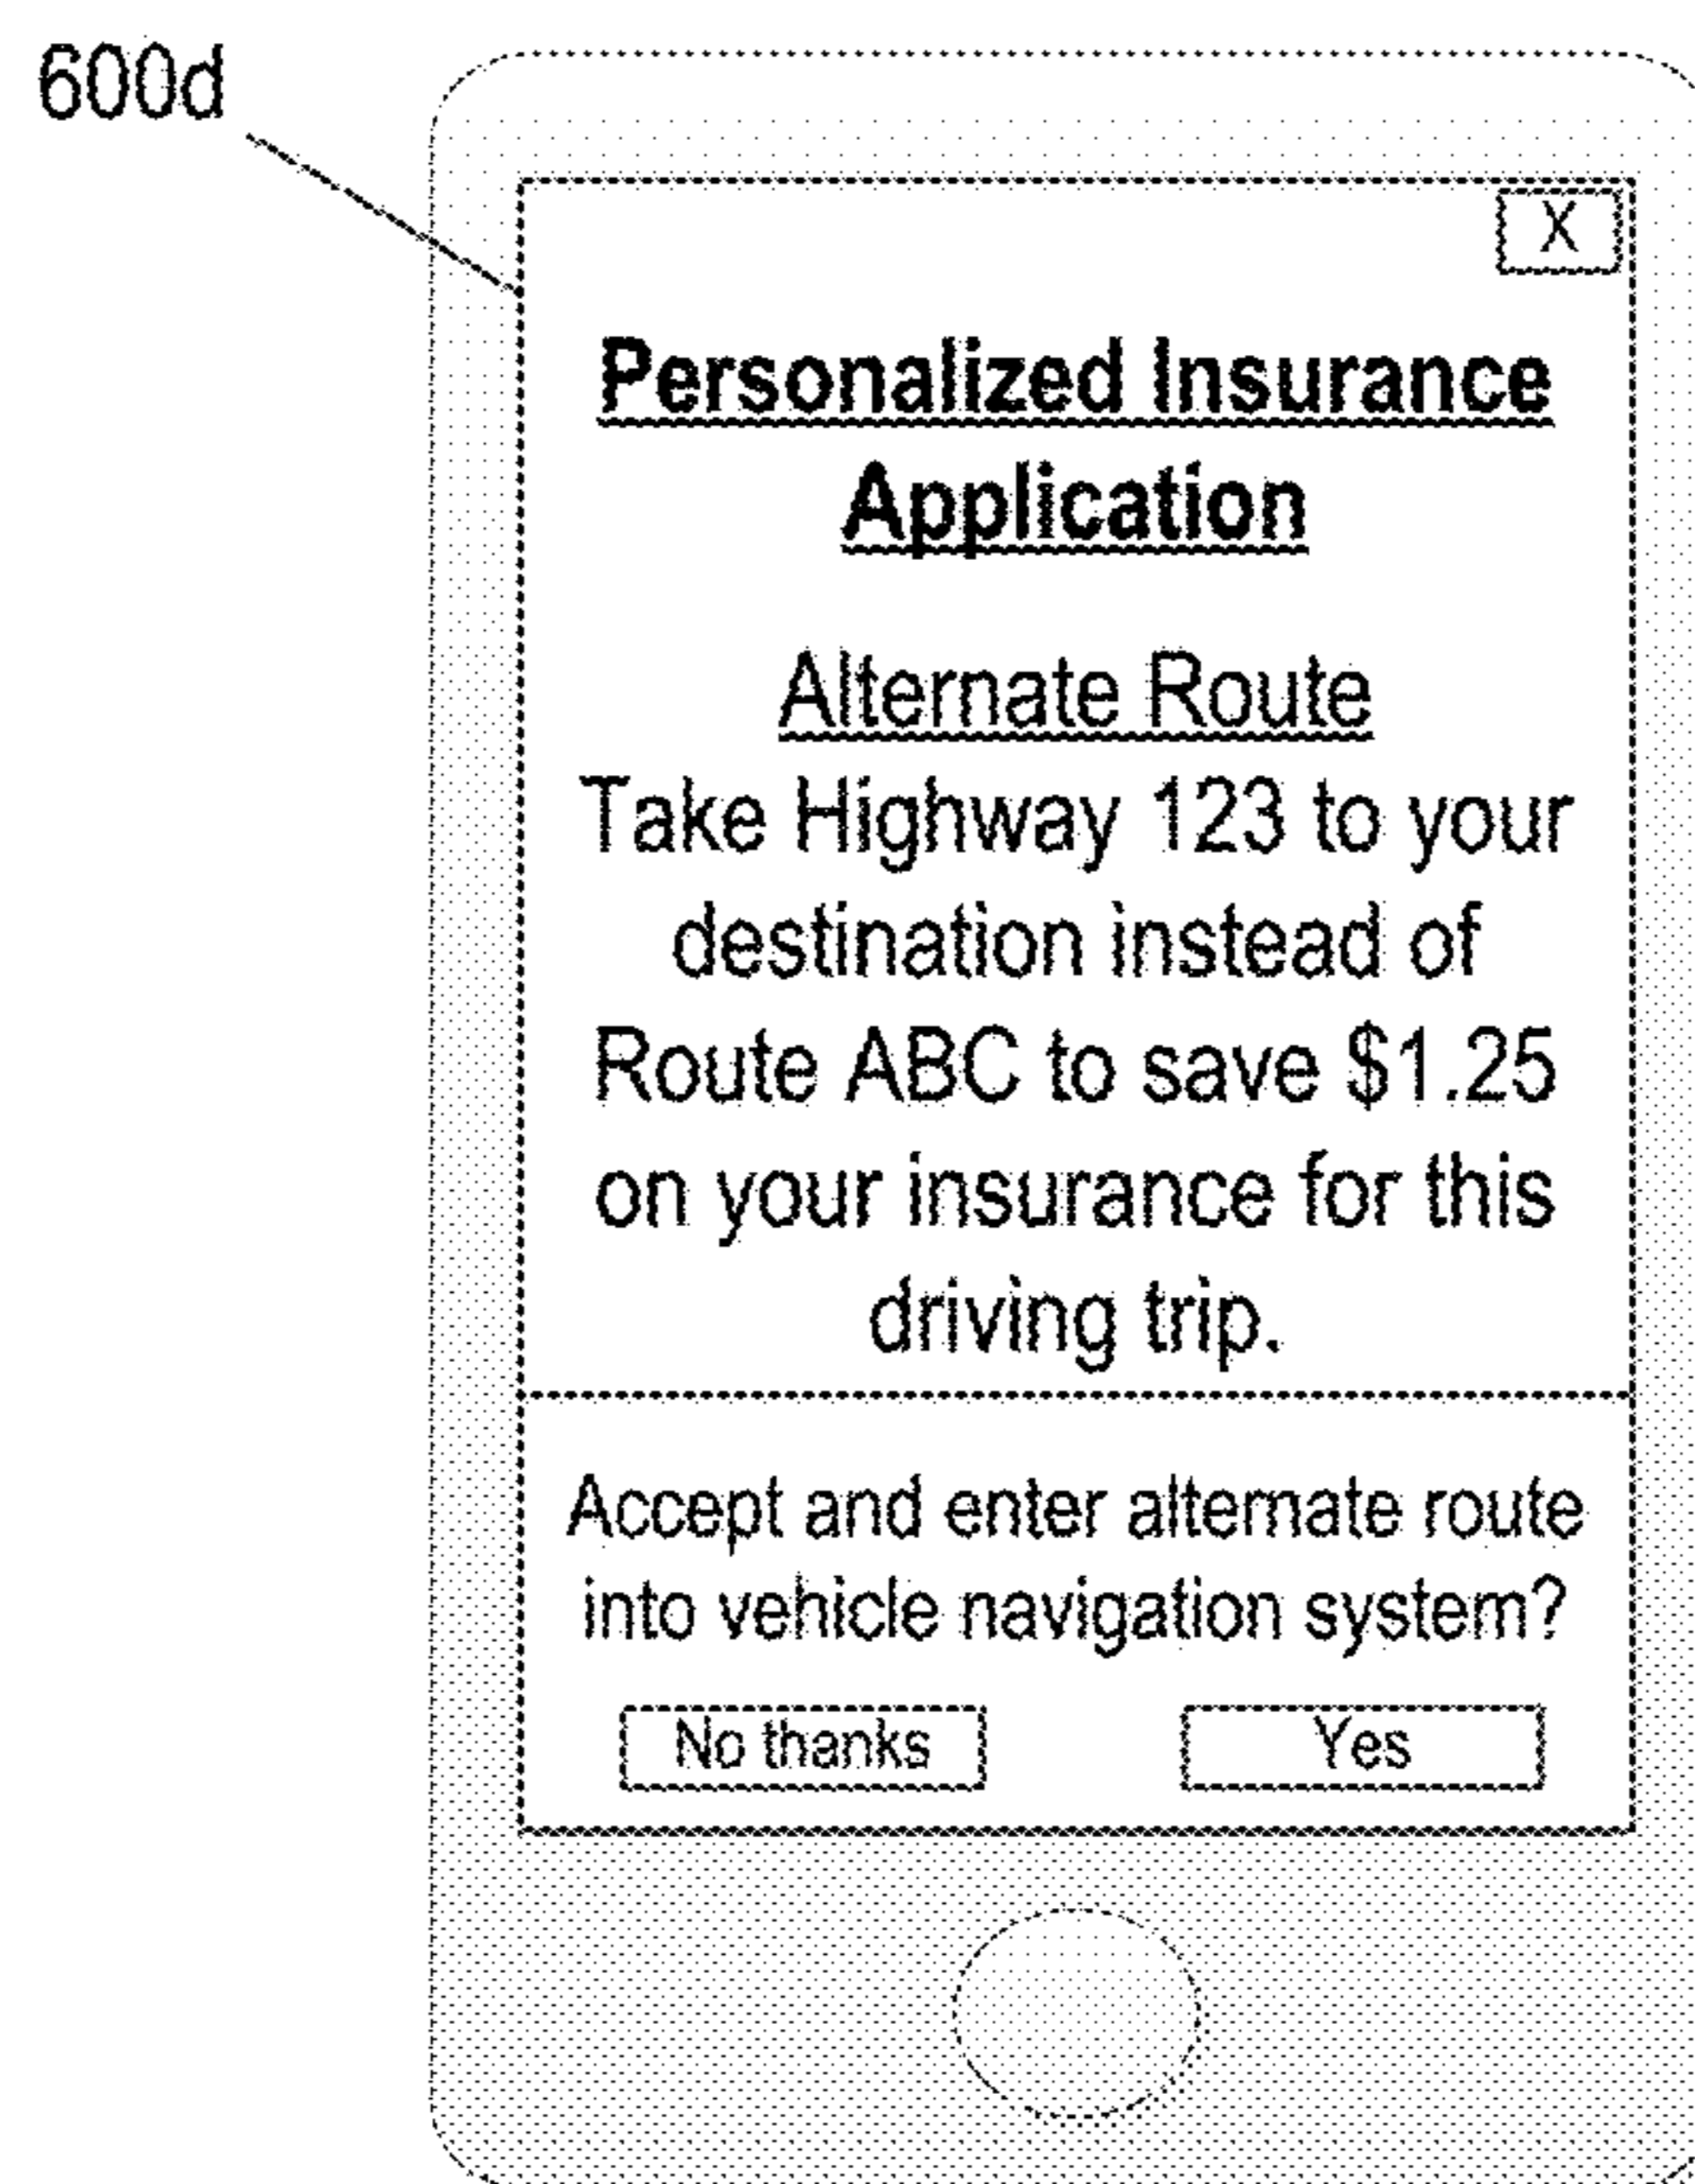 600d
X
Personalized Insurance
Application
Alternate Route
Take Highway 123 to your
destination instead of
Route ABC to save $1.25
on your insurance for this
driving trip.
Accept and enter alternate route
into vehicle navigation system?
No thanks
Yes